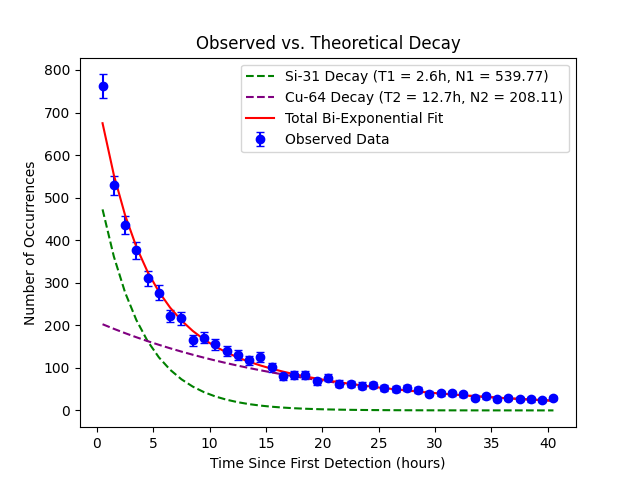 Observed vs. Theoretical Decay
Si-31 Decay (T1 = 2.6h, N1 = 539.77)
Cu-64 Decay (T2 = 12.7h, N2 = 208.11)
Total Bi-Exponential Fit
Observed Data
Number of Occurrences
800
700
600
500
400
300
200
100
0
0 5 10 15 20 25 30 35 40
Time Since First Detection (hours)